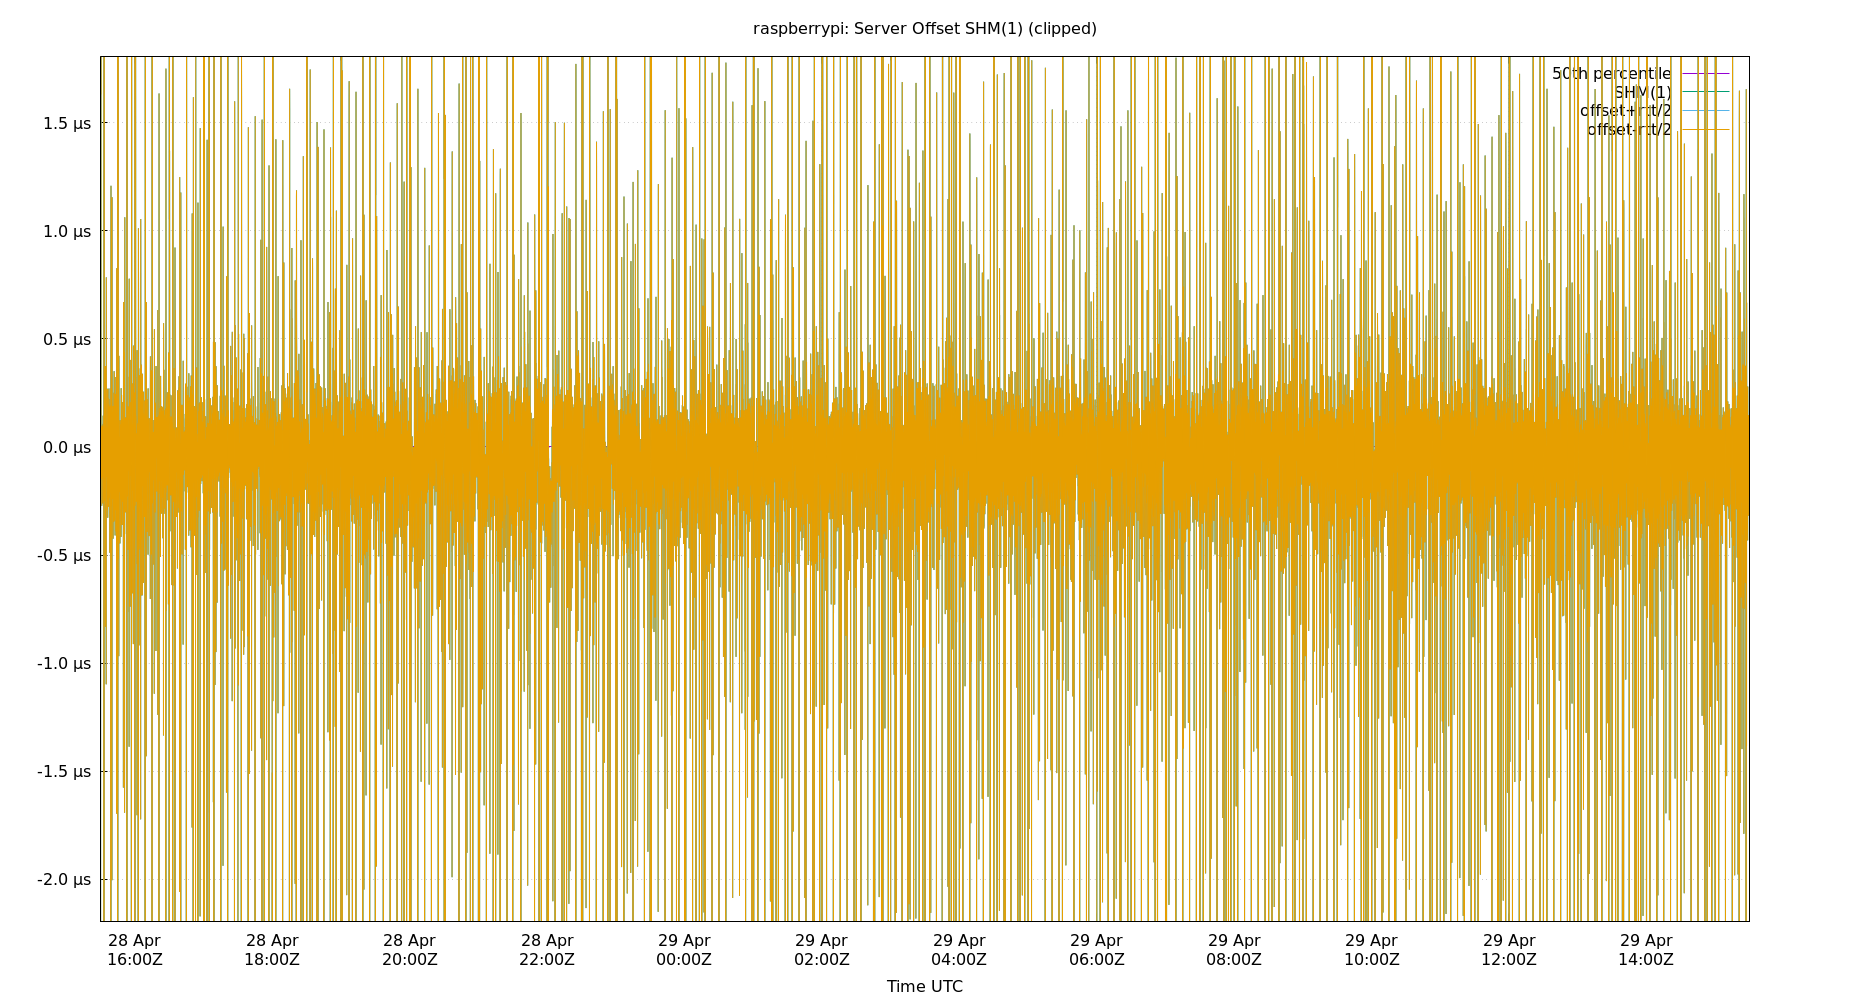 raspberrypi: Server Offset SHM(1) (clipped)
50th percentile
SHM(1)
offset+rtt/2
offset-rtt/2
1.5 µs
1.0 µs
0.5 µs
0.0 µs
-0.5 µs
-1.0 µs
-1.5 µs
-2.0 µs
28 Apr 28 Apr 28 Apr 28 Apr 29 Apr 29 Apr 29 Apr 29 Apr 29 Apr 29 Apr 29 Apr 29 Apr
16:00Z 18:00Z 20:00Z 22:00Z 00:00Z 02:00Z 04:00Z 06:00Z 08:00Z 10:00Z 12:00Z 14:00Z
Time UTC